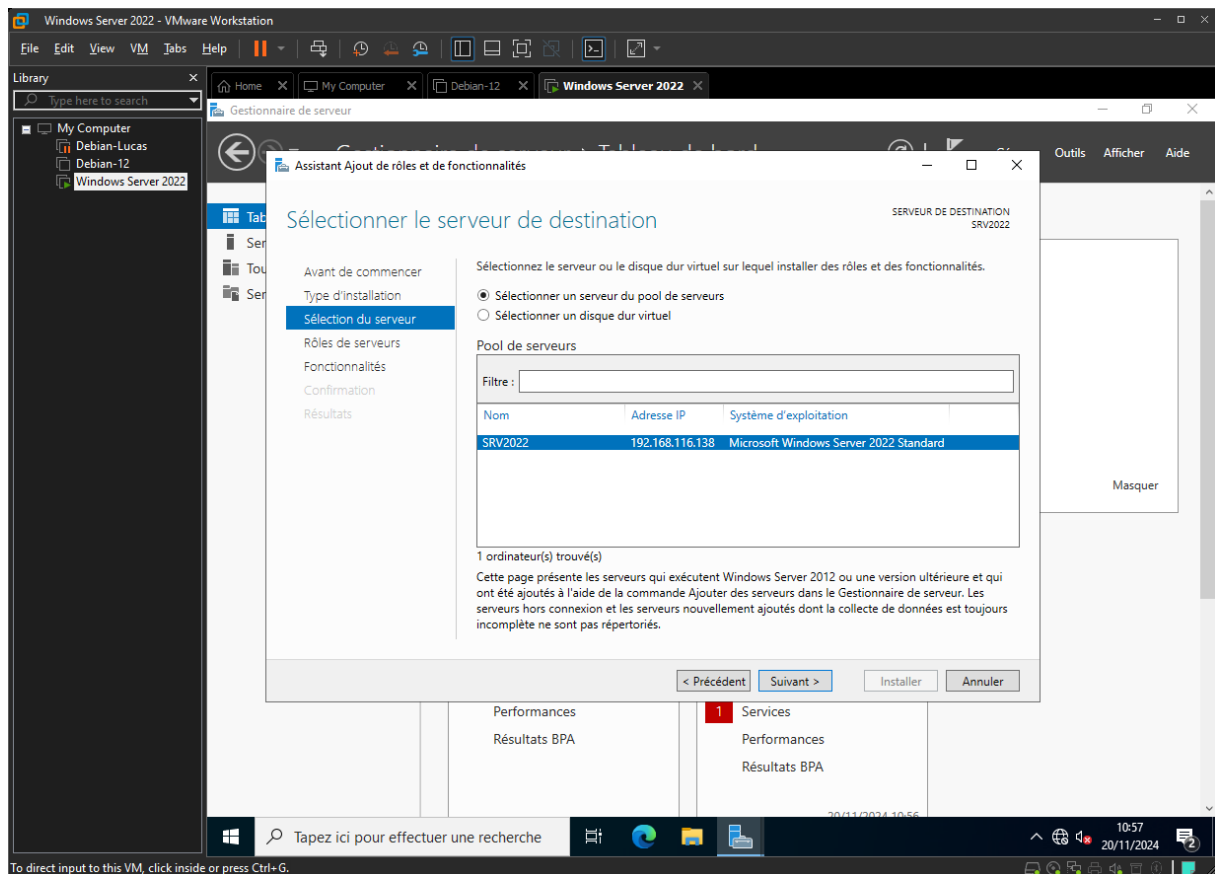 Windows Server 2022 - VMware Workstation
File Edit View VM Tabs Help
Library
Type here to search
My Computer
Debian-Lucas
Debian-12
Windows Server 2022
Home My Computer Debian-12 Windows Server 2022
Gestionnaire de serveur
Outils Afficher Aide
Assistant Ajout de rôles et de fonctionnalités
Sélectionner le serveur de destination
SERVEUR DE DESTINATION
SRV2022
Tab
Ser
Tou
Ser
Avant de commencer
Type d'installation
Sélection du serveur
Rôles de serveurs
Fonctionnalités
Confirmation
Résultats
Sélectionnez le serveur ou le disque dur virtuel sur lequel installer des rôles et des fonctionnalités.
Sélectionner un serveur du pool de serveurs
Sélectionner un disque dur virtuel
Pool de serveurs
Filtre :
Nom Adresse IP Système d'exploitation
SRV2022 192.168.116.138 Microsoft Windows Server 2022 Standard
1 ordinateur(s) trouvé(s)
Cette page présente les serveurs qui exécutent Windows Server 2012 ou une version ultérieure et qui
ont été ajoutés à l'aide de la commande Ajouter des serveurs dans le Gestionnaire de serveur. Les
serveurs hors connexion et les serveurs nouvellement ajoutés dont la collecte de données est toujours
incomplète ne sont pas répertoriés.
< Précédent Suivant > Installer Annuler
Masquer
Performances
Résultats BPA
1 Services
Performances
Résultats BPA
20/11/2024 10:56
Tapez ici pour effectuer une recherche
10:57
20/11/2024
2
To direct input to this VM, click inside or press Ctrl+G.